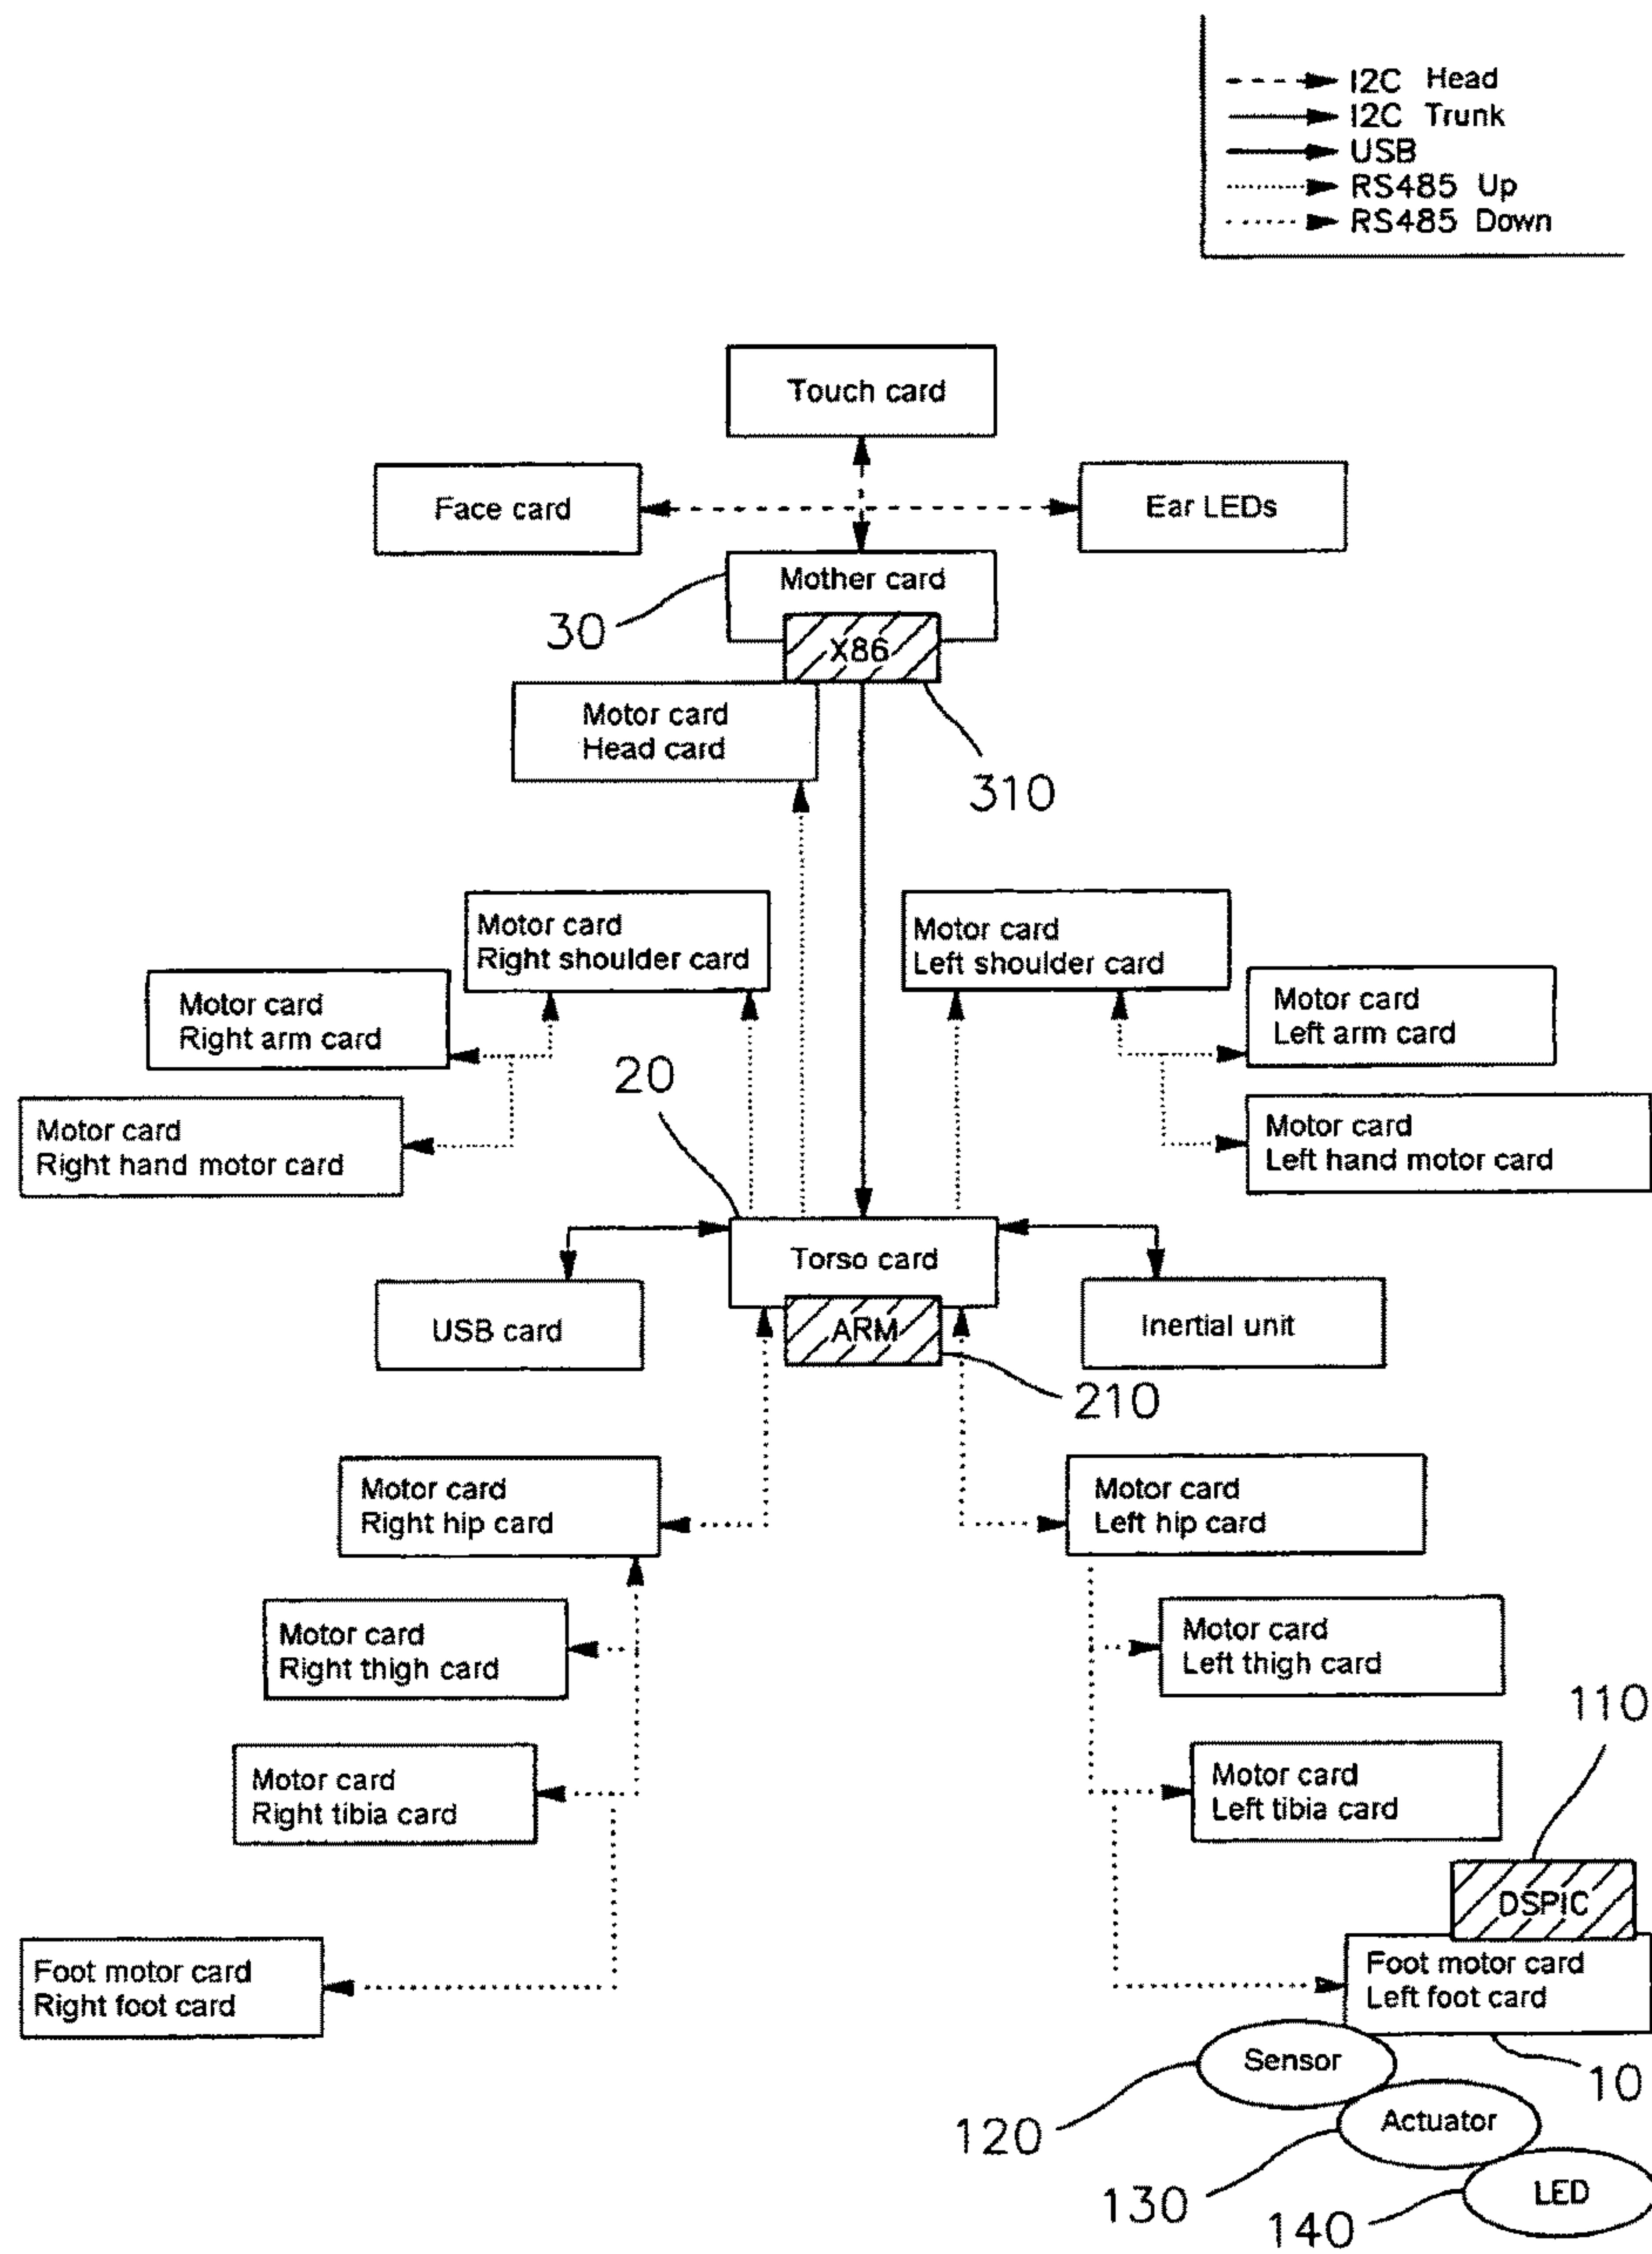 I2C Head
I2C Trunk
USB
RS485 Up
RS485 Down
Touch card
Face card
Ear LEDs
Mother card
30
X86
Motor card
Head card
310
Motor card
Right shoulder card
Motor card
Left shoulder card
Motor card
Right arm card
Motor card
Left arm card
20
Motor card
Right hand motor card
Motor card
Left hand motor card
Torso card
USB card
ARM
Inertial unit
210
Motor card
Right hip card
Motor card
Left hip card
Motor card
Right thigh card
Motor card
Left thigh card
110
Motor card
Right tibia card
Motor card
Left tibia card
DSPIC
Foot motor card
Right foot card
Foot motor card
Left foot card
Sensor
10
120
Actuator
130
LED
140